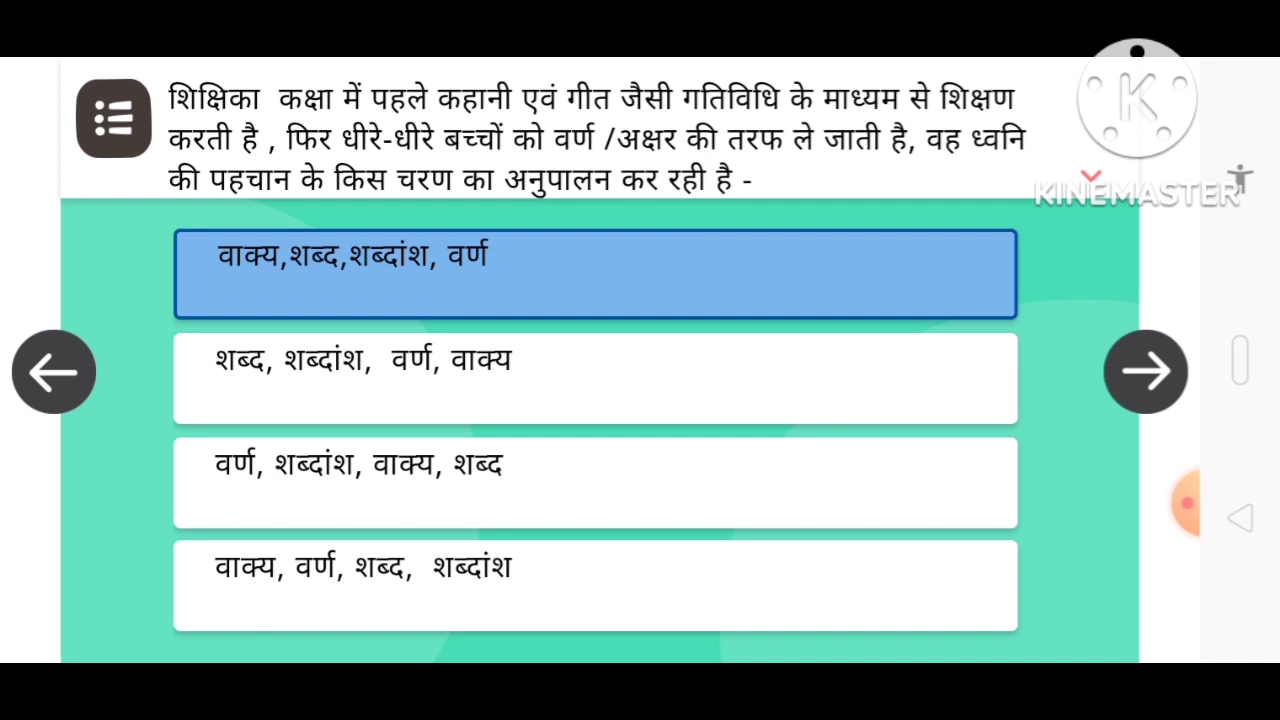 शिक्षिका कक्षा में पहले कहानी एवं गीत जैसी गतिविधि के माध्यम से शिक्षण
करती है , फिर धीरे-धीरे बच्चों को वर्ण /अक्षर की तरफ ले जाती है, वह ध्वनि
की पहचान के किस चरण का अनुपालन कर रही है -
K
KINEMASTER
वाक्य,शब्द,शब्दांश, वर्ण
शब्द, शब्दांश, वर्ण, वाक्य
वर्ण, शब्दांश, वाक्य, शब्द
वाक्य, वर्ण, शब्द, शब्दांश